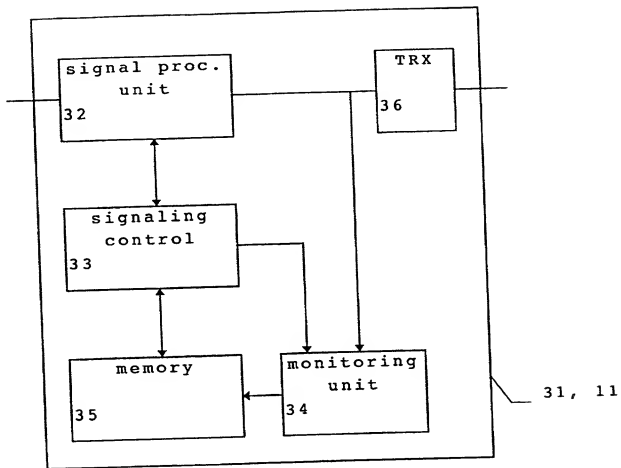 signal proc.
unit
32
TRX
36
signaling
control
33
memory
35
monitoring
unit
34
31, 11